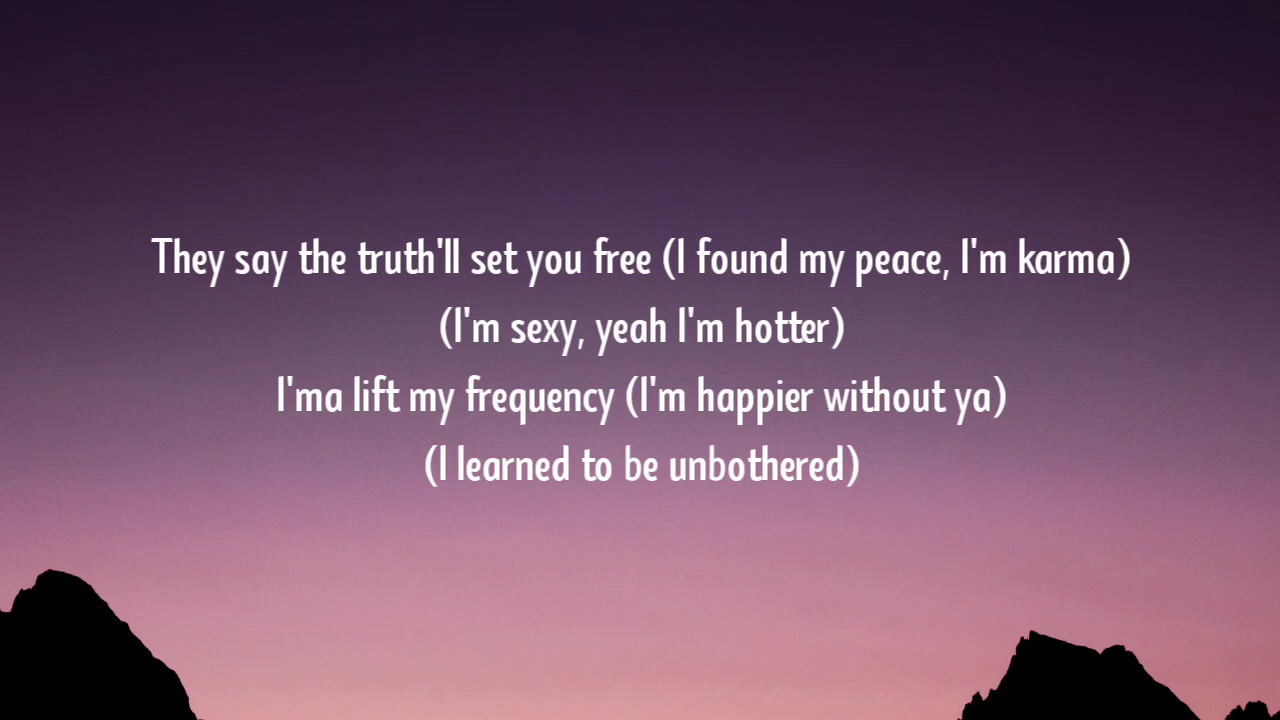 They say the truth'll set you free (I found my peace, I'm karma)
(I'm sexy, yeah I'm hotter)
I'ma lift my frequency (I'm happier without ya)
(I learned to be unbothered)